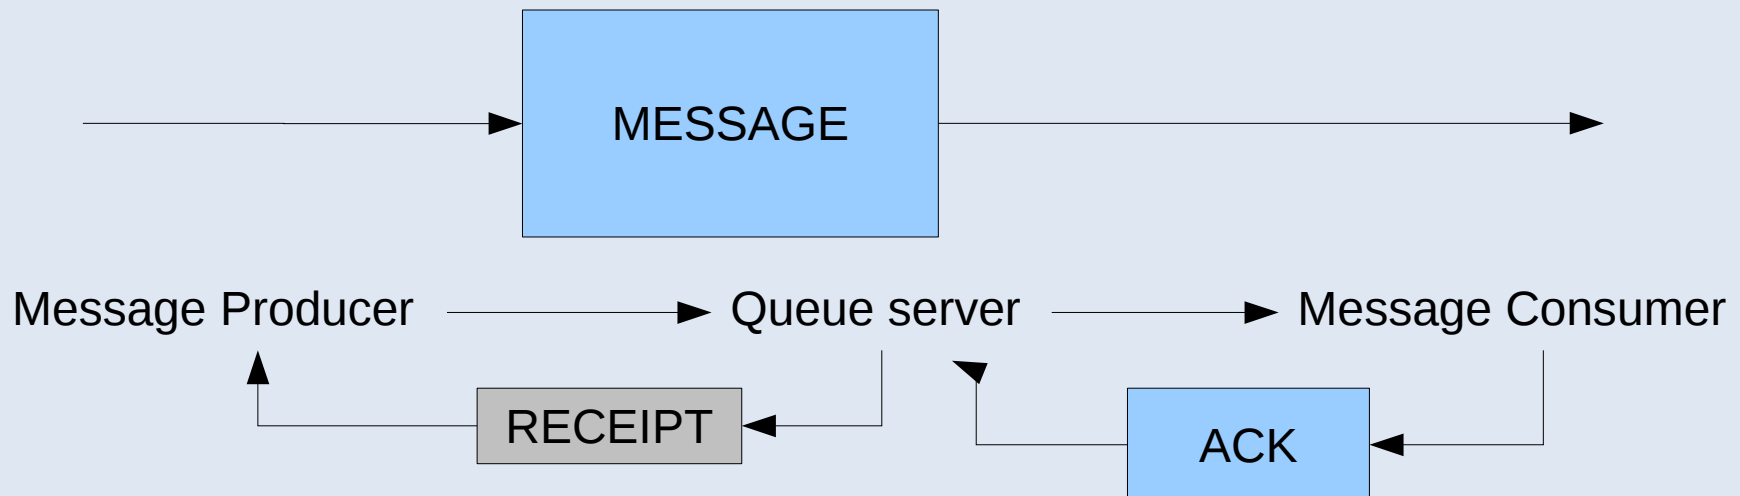 MESSAGE
Message Producer
Queue server
Message Consumer
RECEIPT
ACK